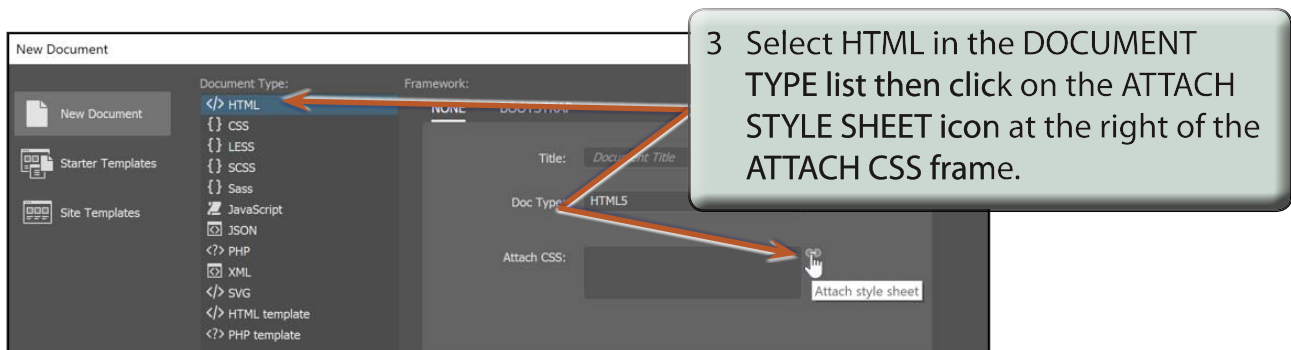 New Document
3 Select HTML in the DOCUMENT
TYPE list then click on the ATTACH
STYLE SHEET icon at the right of the
ATTACH CSS frame.
New Document
Starter Templates
Site Templates
Document Type:
</> HTML
{} CSS
{} LESS
{} SCSS
{} Sass
JavaScript
JSON
<?> PHP
XML
</> SVG
</> HTML template
<?> PHP template
Framework:
NONE BOOTSTRAP
Title: Document Title
Doc Type: HTML5
Attach CSS:
Attach style sheet